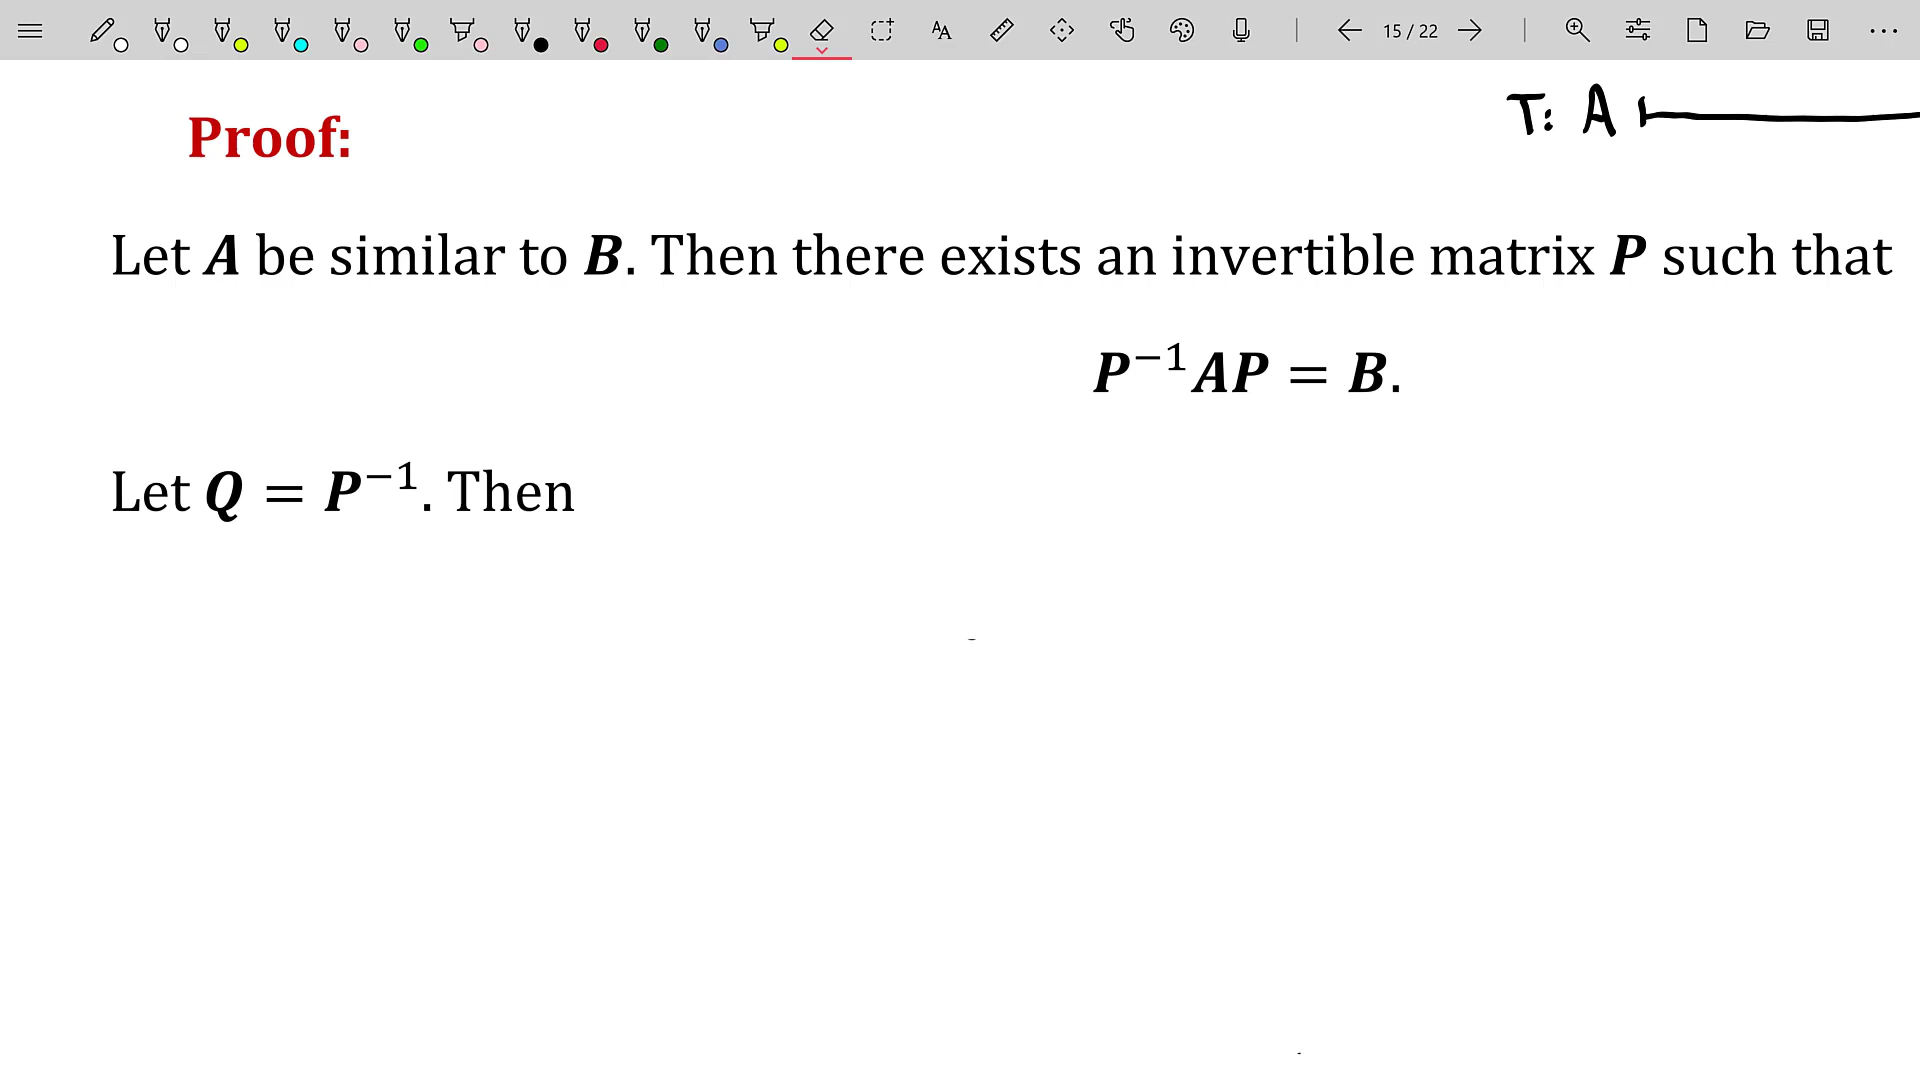 15 / 22
T: A
Proof:
Let A be similar to B. Then there exists an invertible matrix P such that
P⁻¹AP = B.
Let Q = P⁻¹. Then